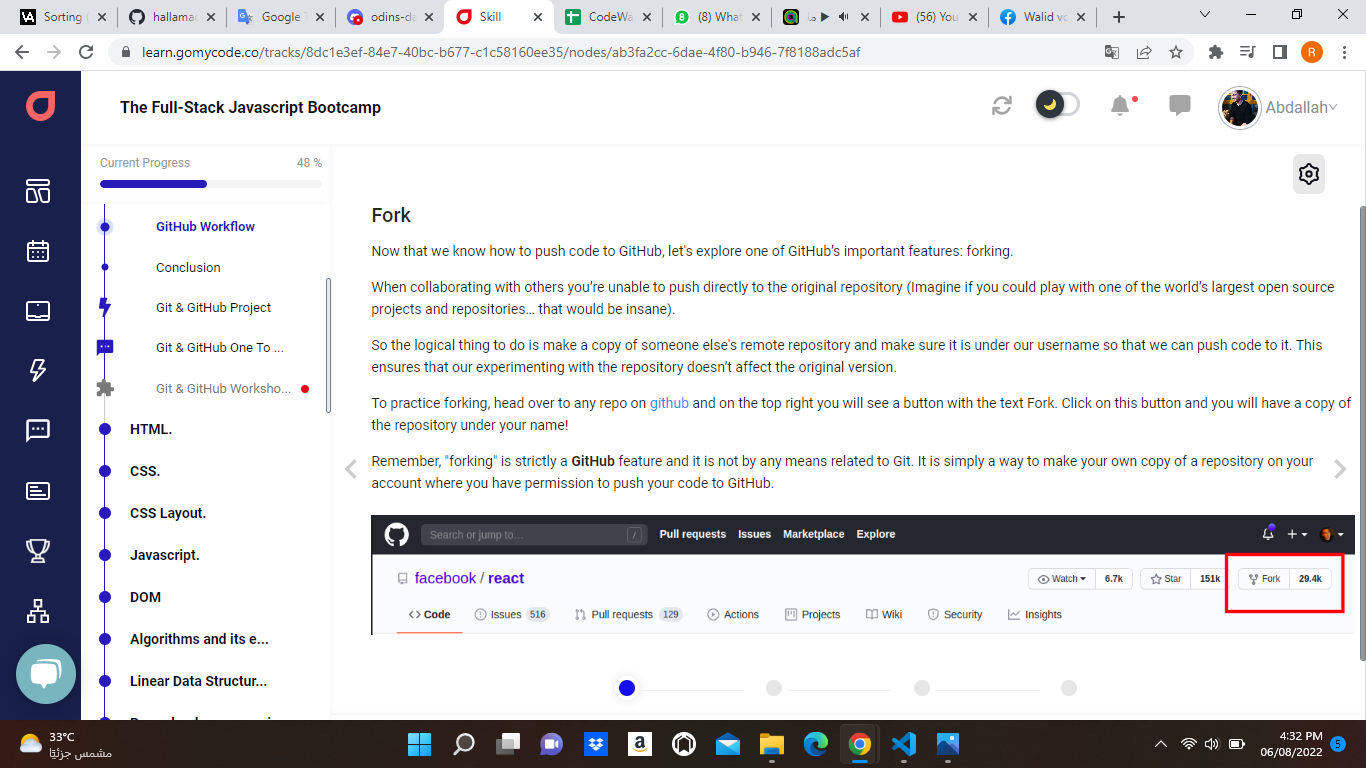 Sorting (
hallamac
Google T
odins-da
Skill
CodeWa
(8) What
(56) You
Walid vo
learn.gomycode.co/tracks/8dc1e3ef-84e7-40bc-b677-c1c58160ee35/nodes/ab3fa2cc-6dae-4f80-b946-7f8188adc5af
R
The Full-Stack Javascript Bootcamp
Abdallah
Current Progress 48 %
GitHub Workflow
Conclusion
Git & GitHub Project
Git & GitHub One To ...
Git & GitHub Worksho...
HTML.
CSS.
CSS Layout.
Javascript.
DOM
Algorithms and its e...
Linear Data Structur...
Fork
Now that we know how to push code to GitHub, let's explore one of GitHub’s important features: forking.
When collaborating with others you’re unable to push directly to the original repository (Imagine if you could play with one of the world’s largest open source
projects and repositories… that would be insane).
So the logical thing to do is make a copy of someone else's remote repository and make sure it is under our username so that we can push code to it. This
ensures that our experimenting with the repository doesn’t affect the original version.
To practice forking, head over to any repo on github and on the top right you will see a button with the text Fork. Click on this button and you will have a copy of
the repository under your name!
Remember, "forking" is strictly a GitHub feature and it is not by any means related to Git. It is simply a way to make your own copy of a repository on your
account where you have permission to push your code to GitHub.
Search or jump to... / Pull requests Issues Marketplace Explore
facebook / react Watch 6.7k Star 151k Fork 29.4k
Code Issues 516 Pull requests 129 Actions Projects Wiki Security Insights
33°C
مشمس جزئيًا
4:32 PM
06/08/2022
5